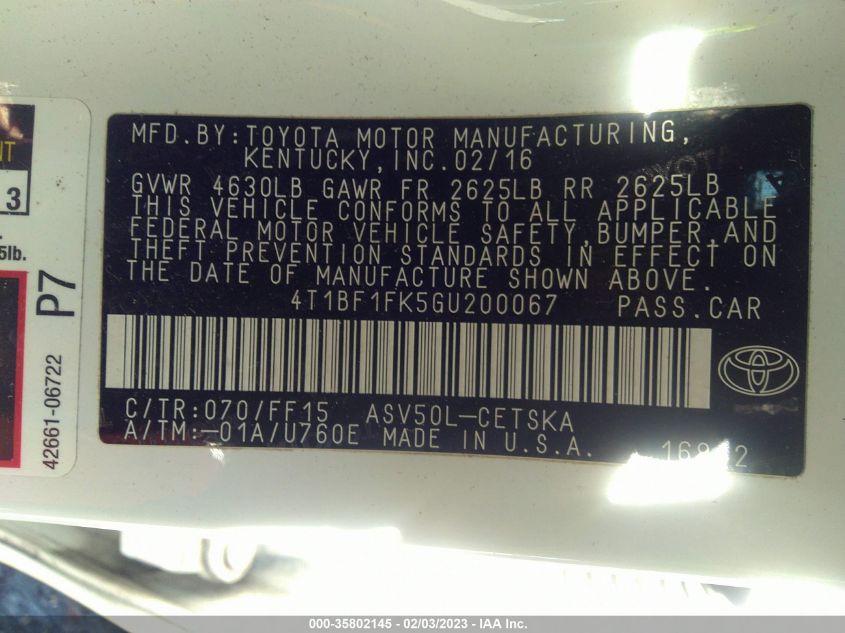 MFD.BY:TOYOTA MOTOR MANUFACTURING,
KENTUCKY,INC.02/16
GVWR 4630LB GAWR FR 2625LB RR 2625LB
THIS VEHICLE CONFORMS TO ALL APPLICABLE
FEDERAL MOTOR VEHICLE SAFETY,BUMPER,AND
THEFT PREVENTION STANDARDS IN EFFECT ON
THE DATE OF MANUFACTURE SHOWN ABOVE.
4T1BF1FK5GU200067 PASS.CAR
C/TR:070/FF15 ASV50L-CETSKA
A/TM:-01A/U760E MADE IN U.S.A.
3
5lb.
P7
42661-06722
000-35802145 - 02/03/2023 - IAA Inc.